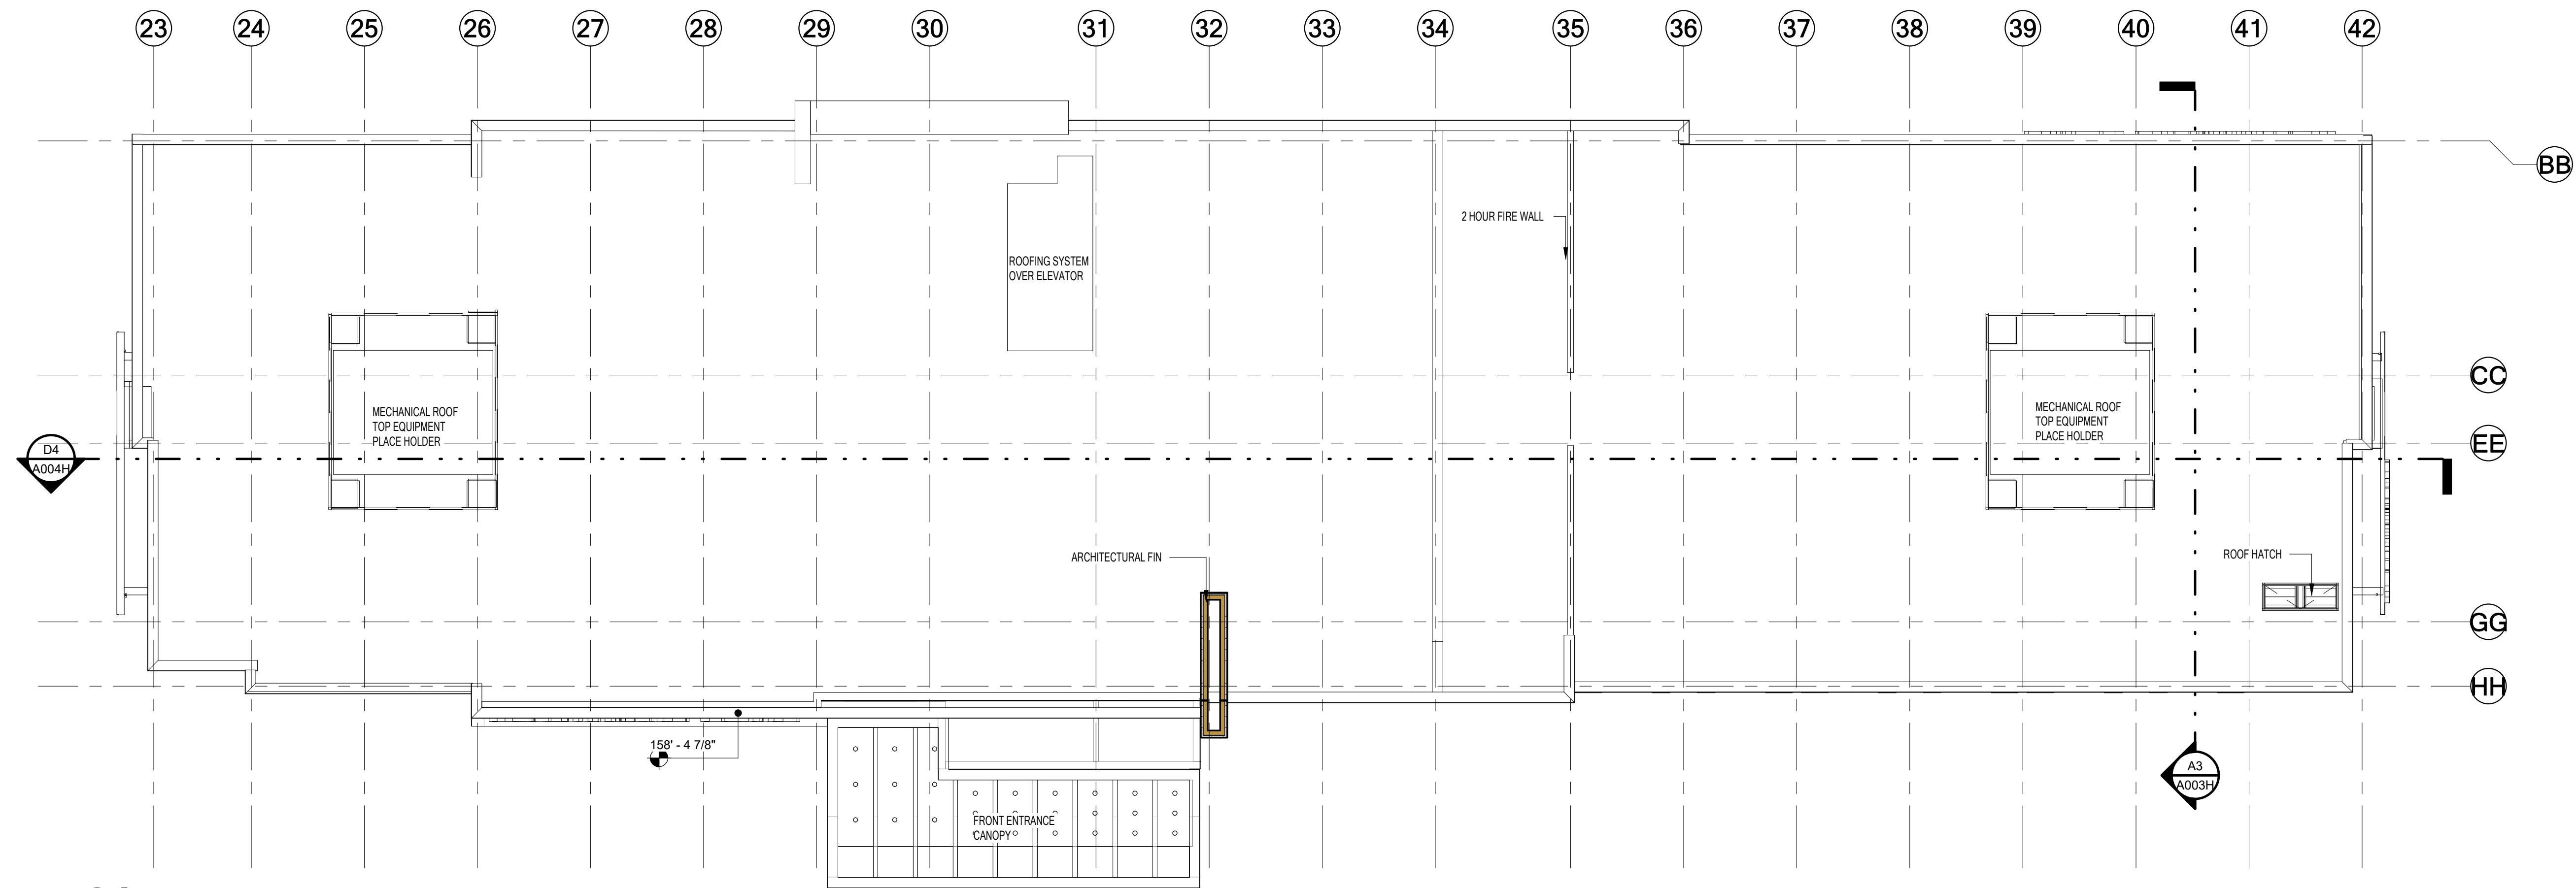 23 24 25 26 27 28 29 30 31 32 33 34 35 36 37 38 39 40 41 42
BB
2 HOUR FIRE WALL
ROOFING SYSTEM
OVER ELEVATOR
CC
MECHANICAL ROOF
TOP EQUIPMENT
PLACE HOLDER
MECHANICAL ROOF
TOP EQUIPMENT
PLACE HOLDER
EE
D4
A004H
ARCHITECTURAL FIN
ROOF HATCH
GG
HH
158' - 4 7/8"
A3
A003H
FRONT ENTRANCE
CANOPY